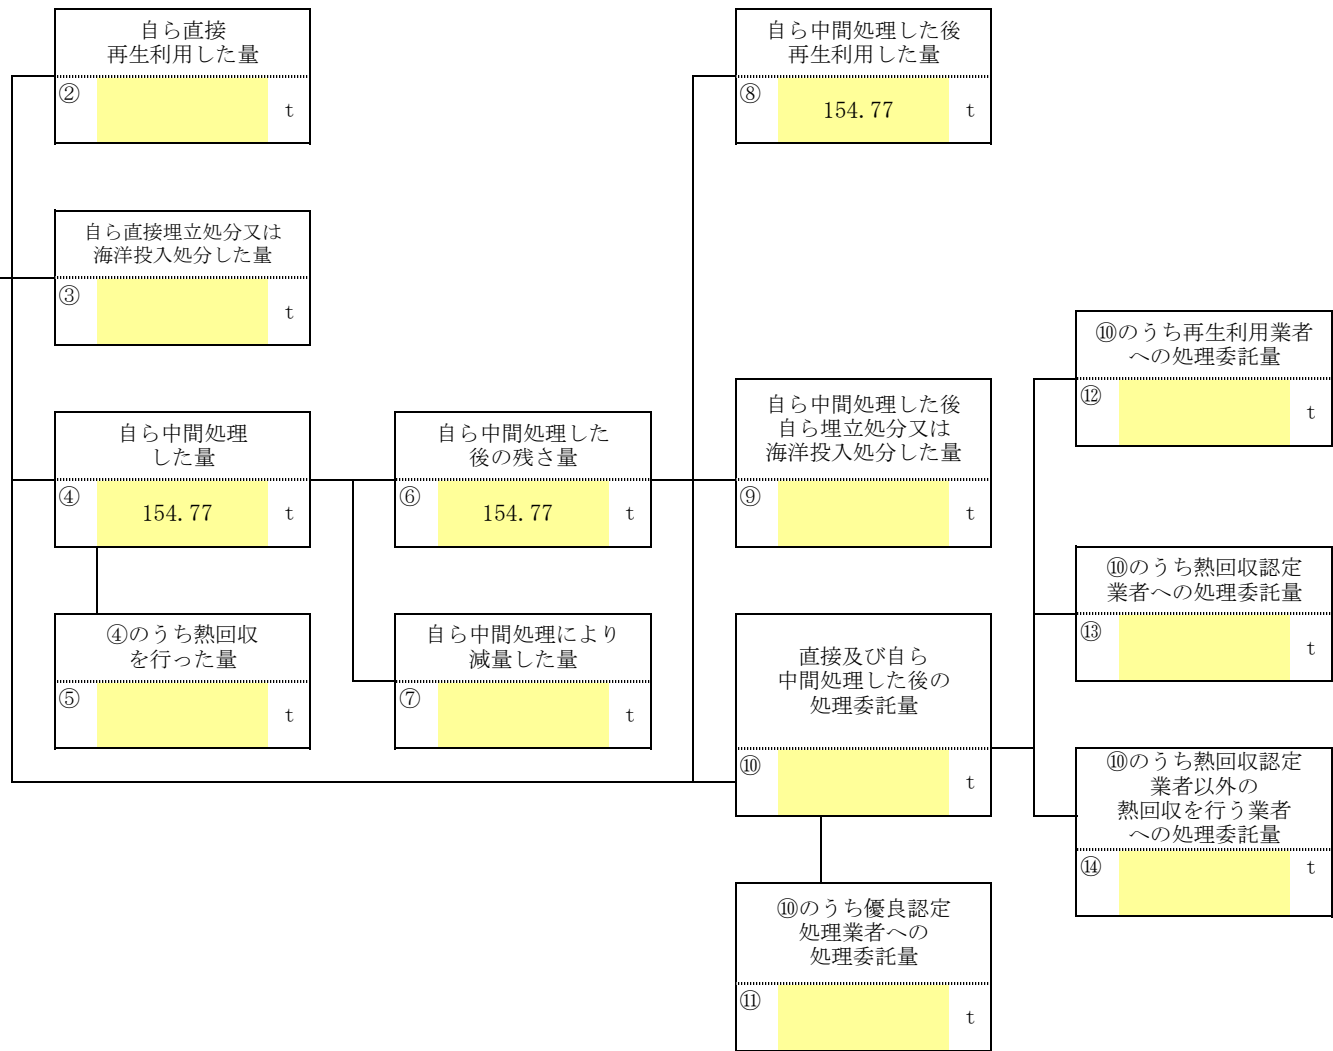 自ら直接
再生利用した量
②
t
自ら中間処理した後
再生利用した量
⑧
154.77
t
自ら直接埋立処分又は
海洋投入処分した量
③
t
⑩のうち再生利用業者
への処理委託量
⑫
t
自ら中間処理
した量
④
154.77
t
自ら中間処理した
後の残さ量
⑥
154.77
t
自ら中間処理した後
自ら埋立処分又は
海洋投入処分した量
⑨
t
⑩のうち熱回収認定
業者への処理委託量
⑬
t
④のうち熱回収
を行った量
⑤
t
自ら中間処理により
減量した量
⑦
t
直接及び自ら
中間処理した後の
処理委託量
⑩
t
⑩のうち熱回収認定
業者以外の
熱回収を行う業者
への処理委託量
⑭
t
⑩のうち優良認定
処理業者への
処理委託量
⑪
t